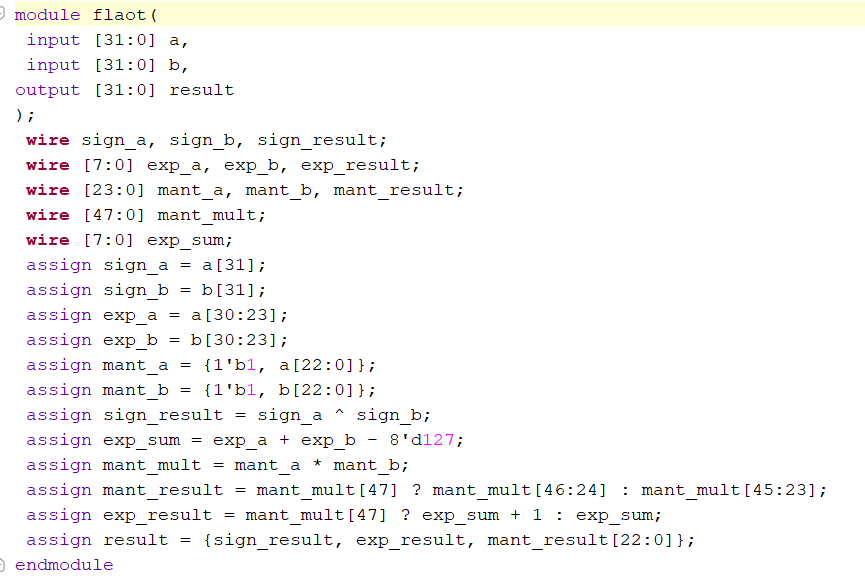 module flaot(
input [31:0] a,
input [31:0] b,
output [31:0] result
);
wire sign_a, sign_b, sign_result;
wire [7:0] exp_a, exp_b, exp_result;
wire [23:0] mant_a, mant_b, mant_result;
wire [47:0] mant_mult;
wire [7:0] exp_sum;
assign sign_a = a[31];
assign sign_b = b[31];
assign exp_a = a[30:23];
assign exp_b = b[30:23];
assign mant_a = {1'b1, a[22:0]};
assign mant_b = {1'b1, b[22:0]};
assign sign_result = sign_a ^ sign_b;
assign exp_sum = exp_a + exp_b - 8'd127;
assign mant_mult = mant_a * mant_b;
assign mant_result = mant_mult[47] ? mant_mult[46:24] : mant_mult[45:23];
assign exp_result = mant_mult[47] ? exp_sum + 1 : exp_sum;
assign result = {sign_result, exp_result, mant_result[22:0]};
endmodule